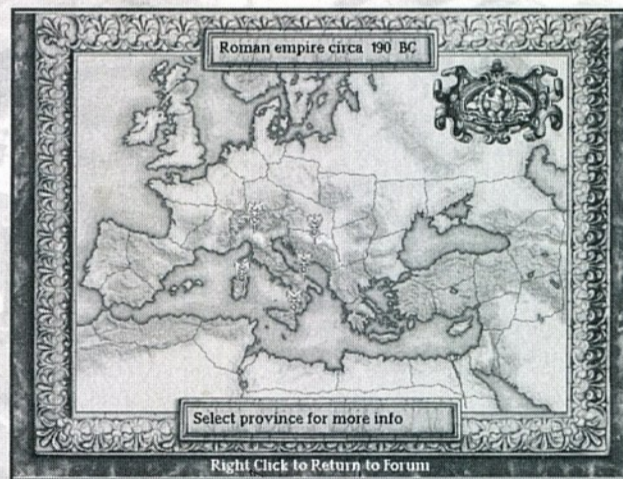 Roman empire circa 190 BC
Select province for more info
Right Click to Return to Forum